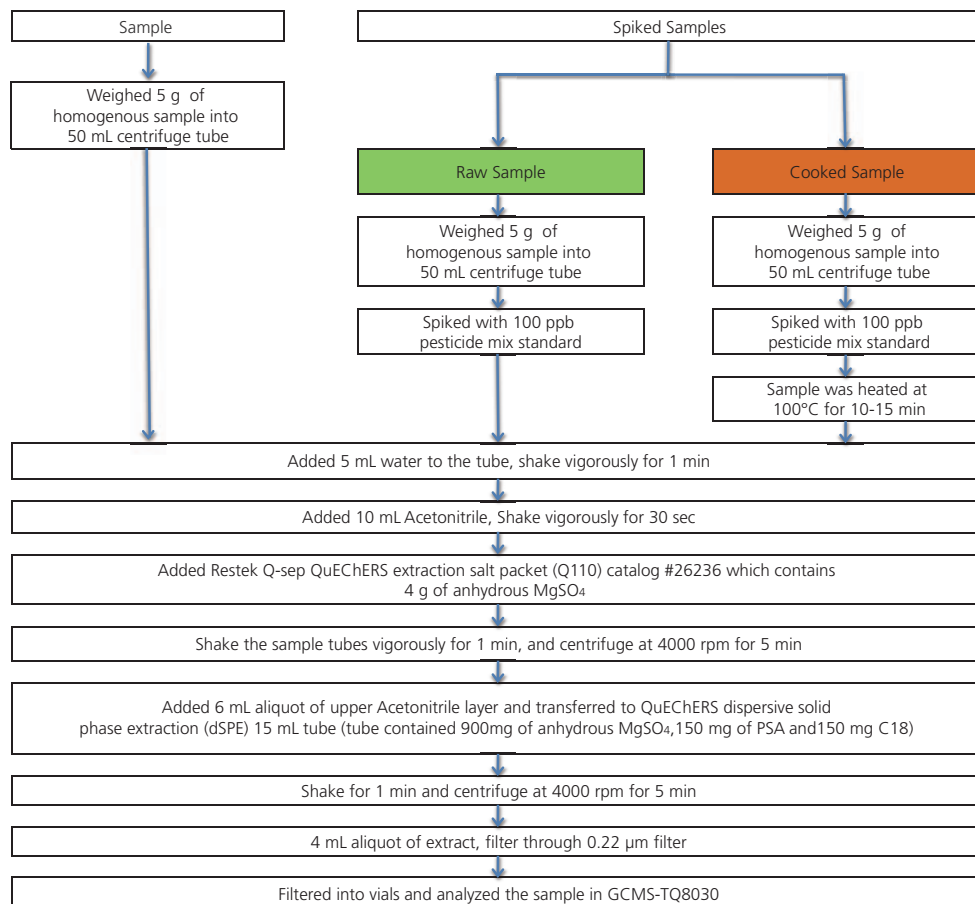 Sample
Spiked Samples
Weighed 5 g of
homogenous sample into
50 mL centrifuge tube
Raw Sample
Cooked Sample
Weighed 5 g of
homogenous sample into
50 mL centrifuge tube
Weighed 5 g of
homogenous sample into
50 mL centrifuge tube
Spiked with 100 ppb
pesticide mix standard
Spiked with 100 ppb
pesticide mix standard
Sample was heated at
100°C for 10-15 min
Added 5 mL water to the tube, shake vigorously for 1 min
Added 10 mL Acetonitrile, Shake vigorously for 30 sec
Added Restek Q-sep QuEChERS extraction salt packet (Q110) catalog #26236 which contains
4 g of anhydrous MgSO₄
Shake the sample tubes vigorously for 1 min, and centrifuge at 4000 rpm for 5 min
Added 6 mL aliquot of upper Acetonitrile layer and transferred to QuEChERS dispersive solid
phase extraction (dSPE) 15 mL tube (tube contained 900mg of anhydrous MgSO₄,150 mg of PSA and150 mg C18)
Shake for 1 min and centrifuge at 4000 rpm for 5 min
4 mL aliquot of extract, filter through 0.22 µm filter
Filtered into vials and analyzed the sample in GCMS-TQ8030